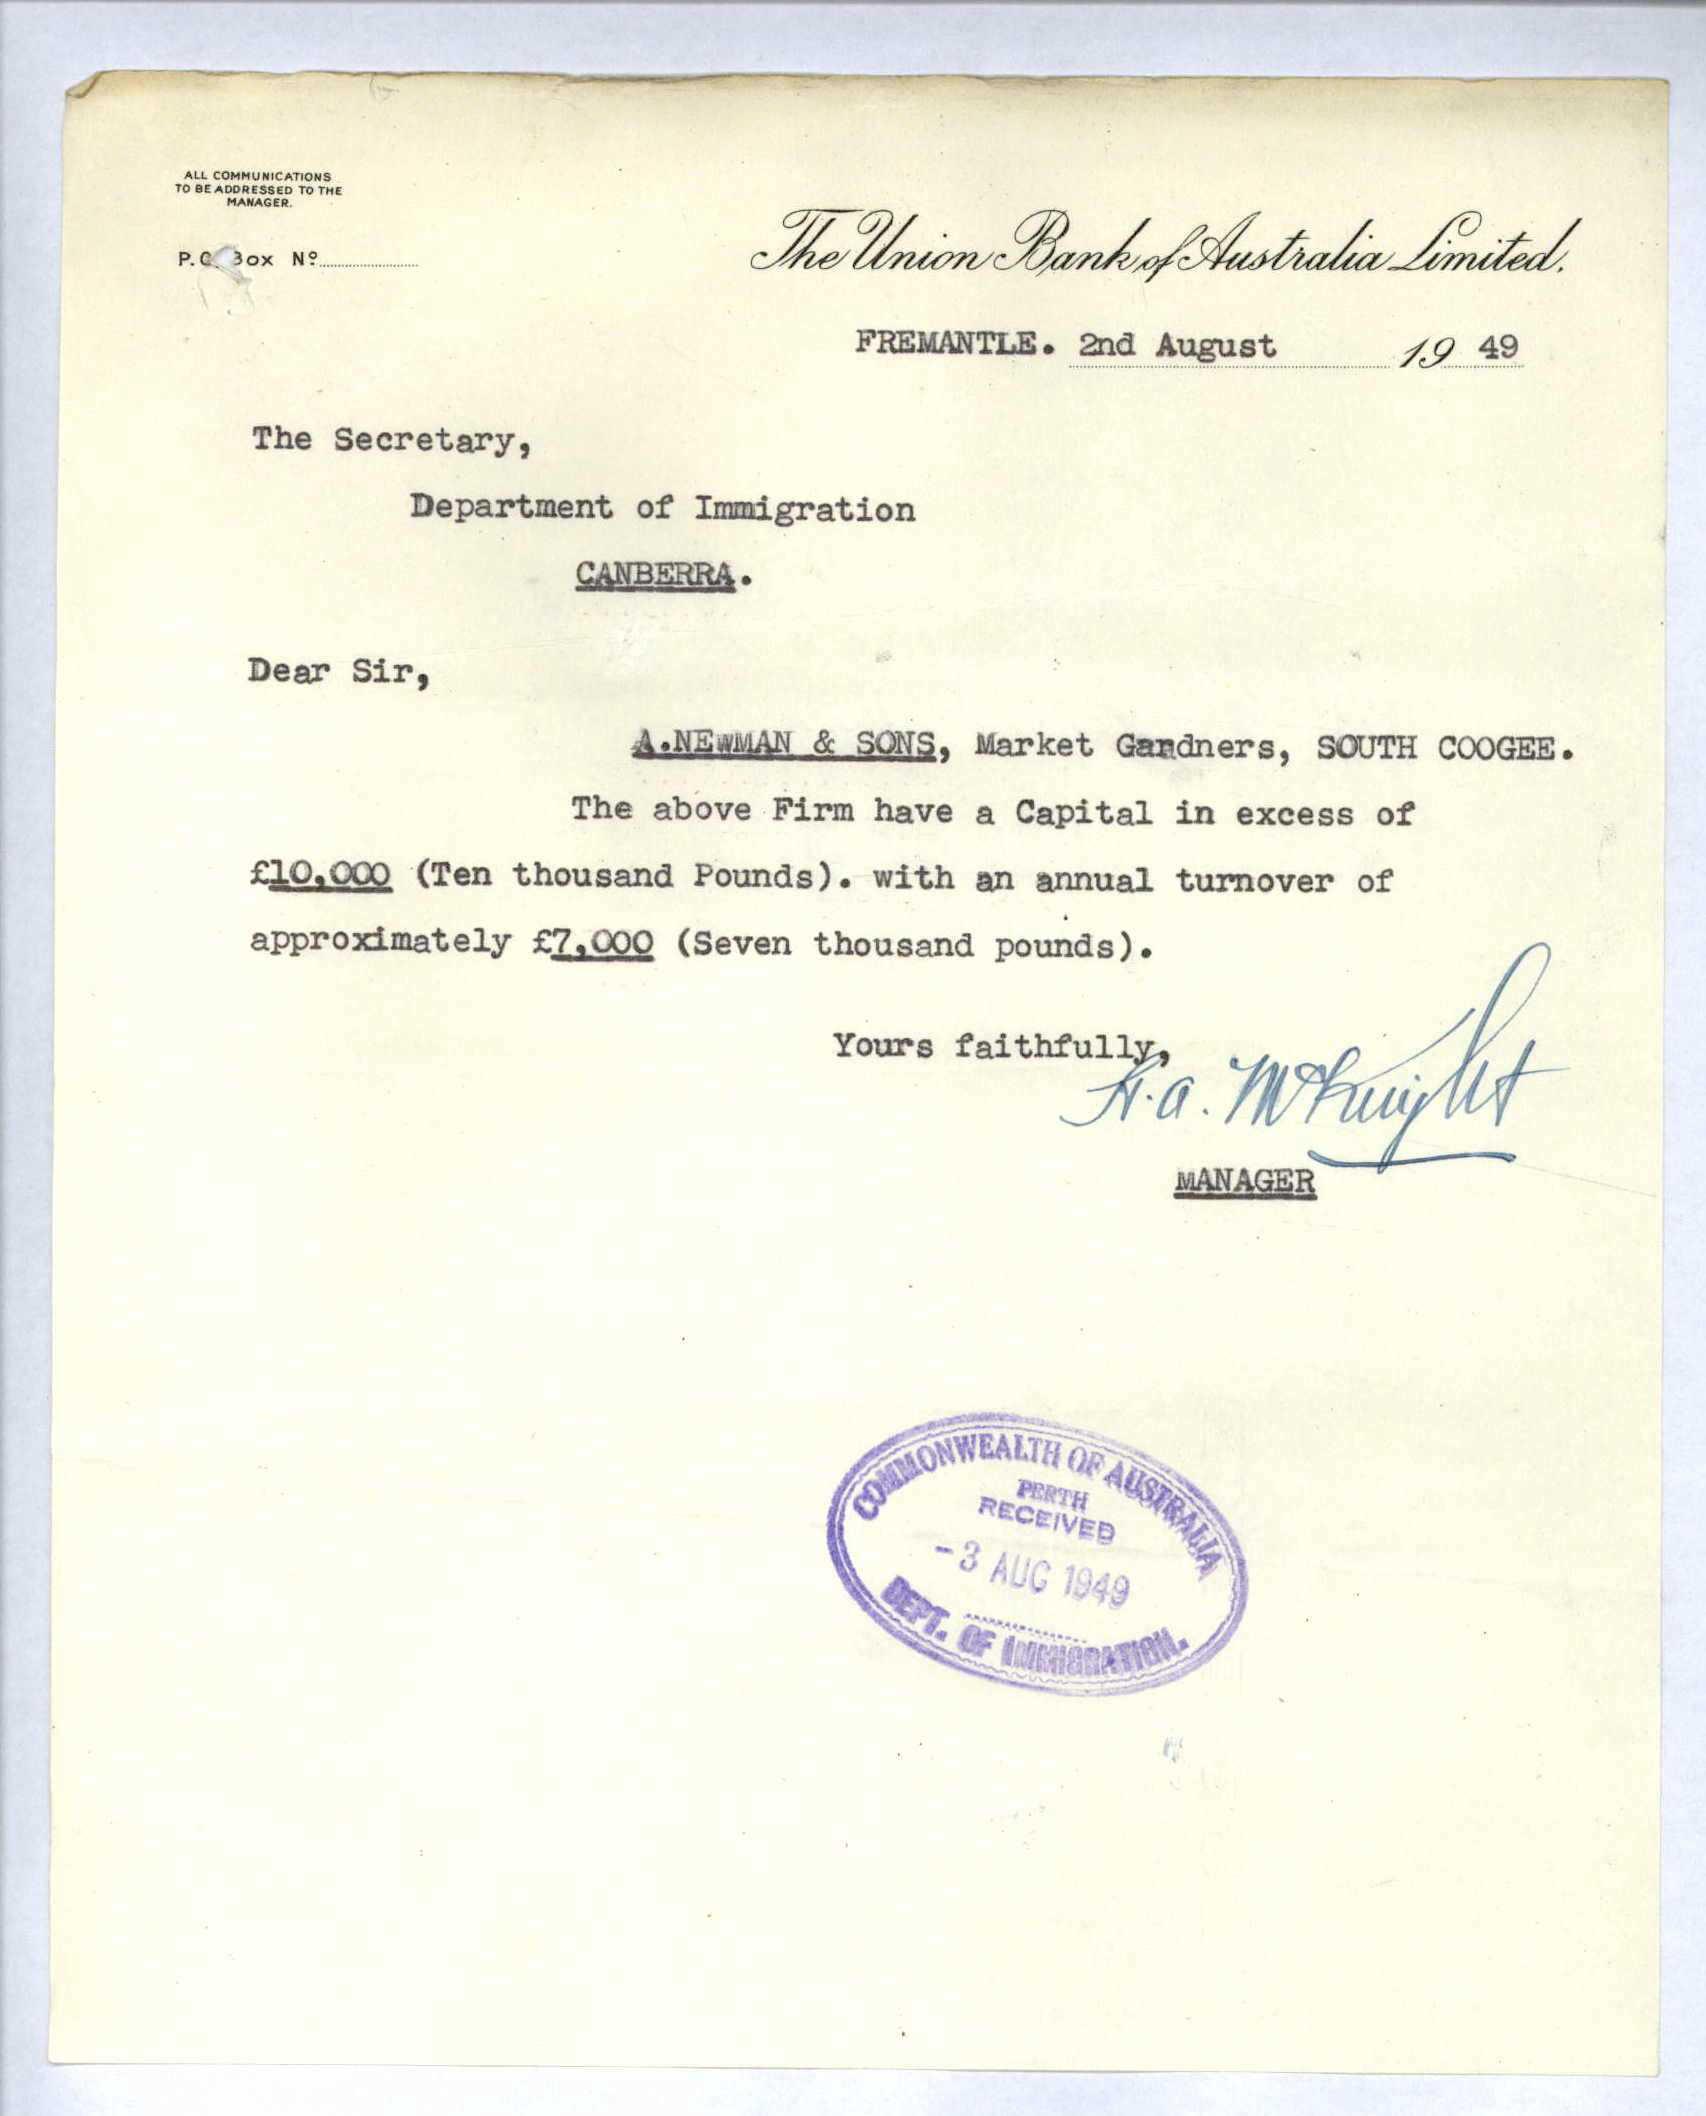 ALL COMMUNICATIONS
TO BE ADDRESSED TO THE
MANAGER.
P.O. Box Nº
The Union Bank of Australia Limited.
FREMANTLE. 2nd August 1949
The Secretary,
Department of Immigration
CANBERRA.
Dear Sir,
A.NEWMAN & SONS, Market Gardners, SOUTH COOGEE.
The above Firm have a Capital in excess of
£10,000 (Ten thousand Pounds). with an annual turnover of
approximately £7,000 (Seven thousand pounds).
Yours faithfully,
H.A. McKnight
MANAGER
COMMONWEALTH OF AUSTRALIA
PERTH
RECEIVED
-3 AUG 1949
DEPT. OF IMMIGRATION.